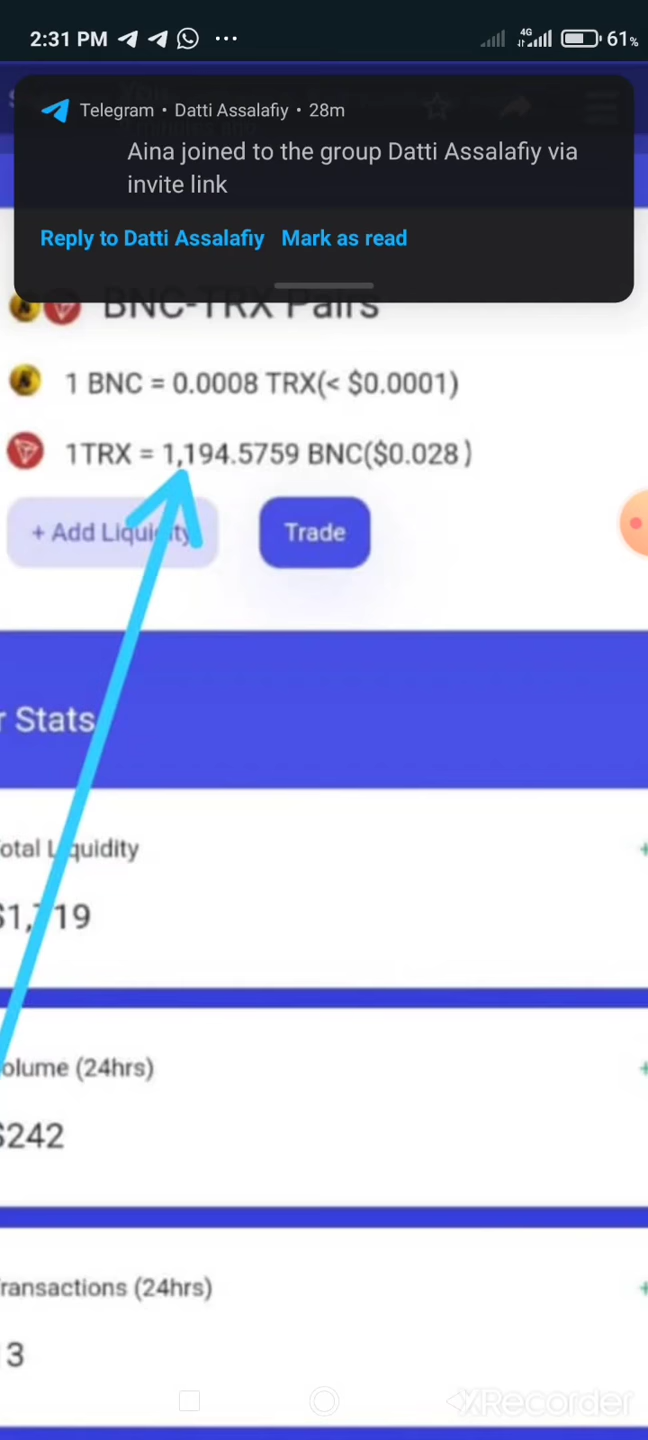 2:31 PM
4G
61%
Telegram • Datti Assalafiy • 28m
Aina joined to the group Datti Assalafiy via
invite link
Reply to Datti Assalafiy Mark as read
BNC-TRX Pairs
1 BNC = 0.0008 TRX(< $0.0001)
1TRX = 1,194.5759 BNC($0.028)
+ Add Liquidity
Trade
r Stats
otal Liquidity
$1,719
olume (24hrs)
$242
ransactions (24hrs)
3
XRecorder